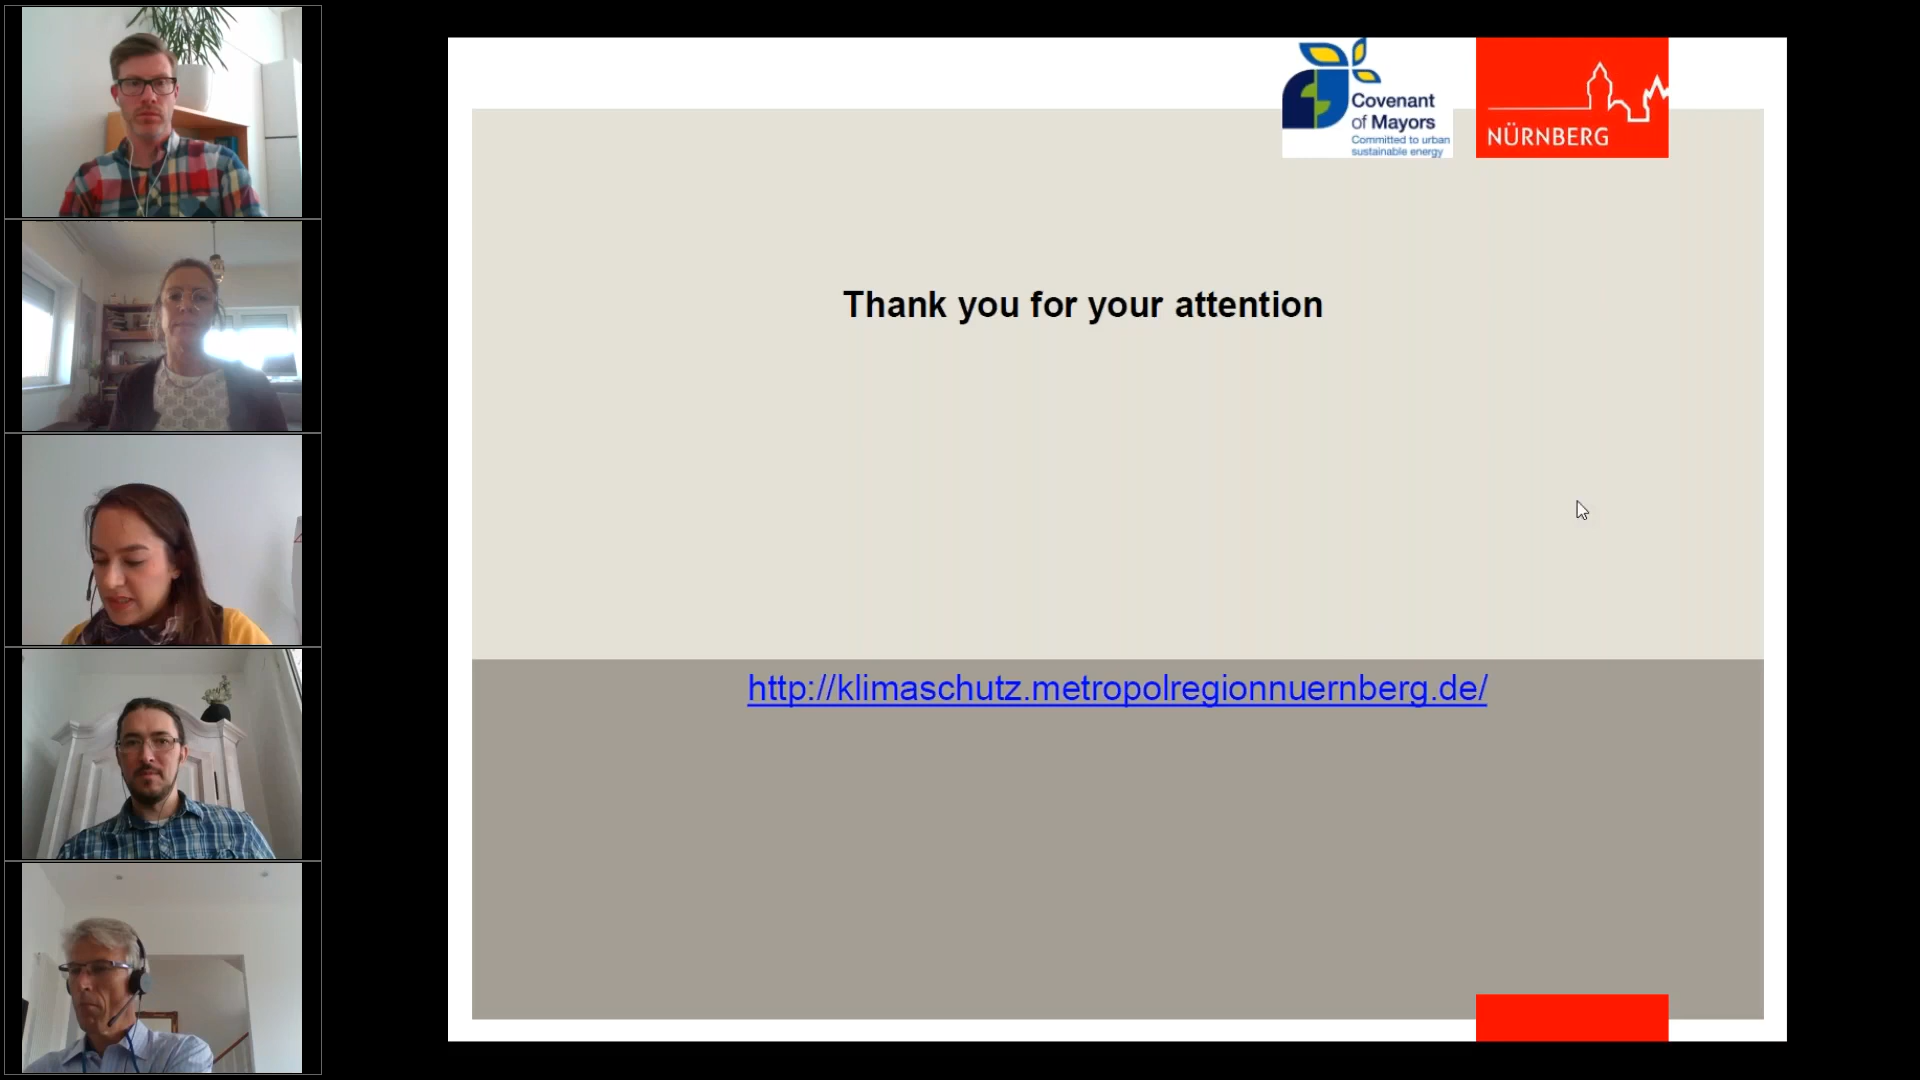 Covenant
of Mayors
Committed to urban
sustainable energy
NÜRNBERG
Thank you for your attention
http://klimaschutz.metropolregionnuernberg.de/